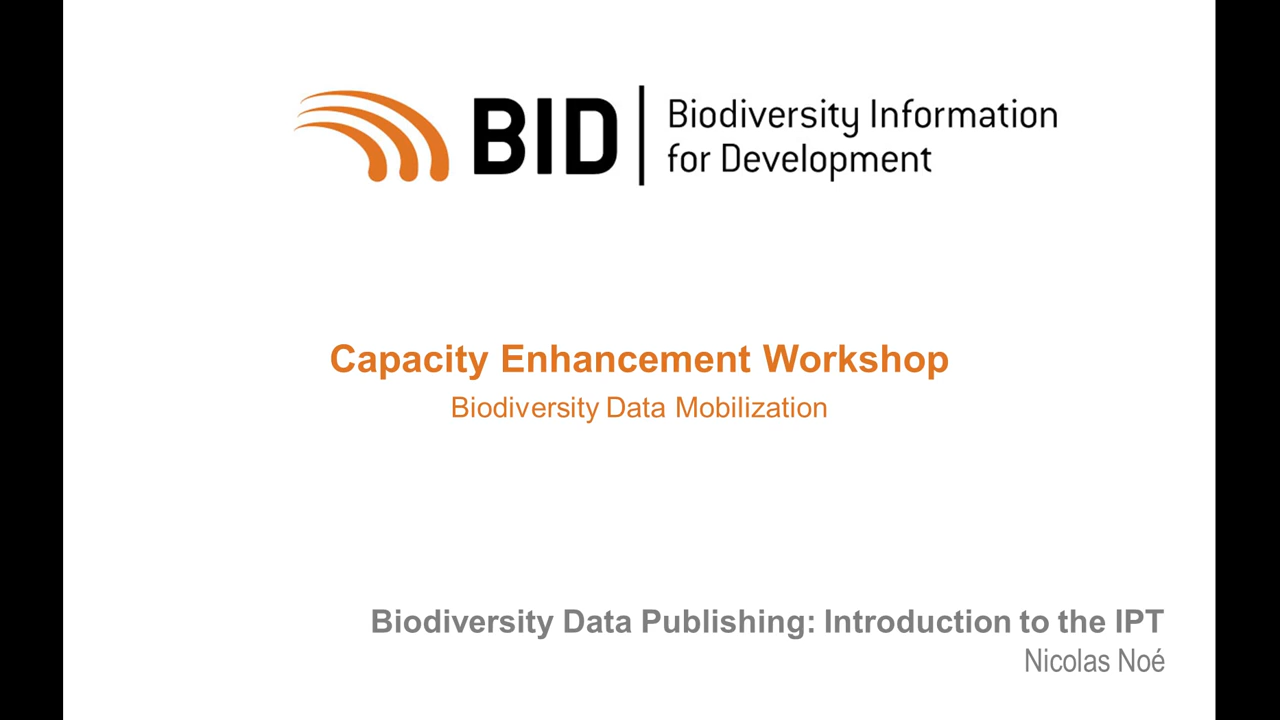 BID
Biodiversity Information
for Development
Capacity Enhancement Workshop
Biodiversity Data Mobilization
Biodiversity Data Publishing: Introduction to the IPT
Nicolas Noé